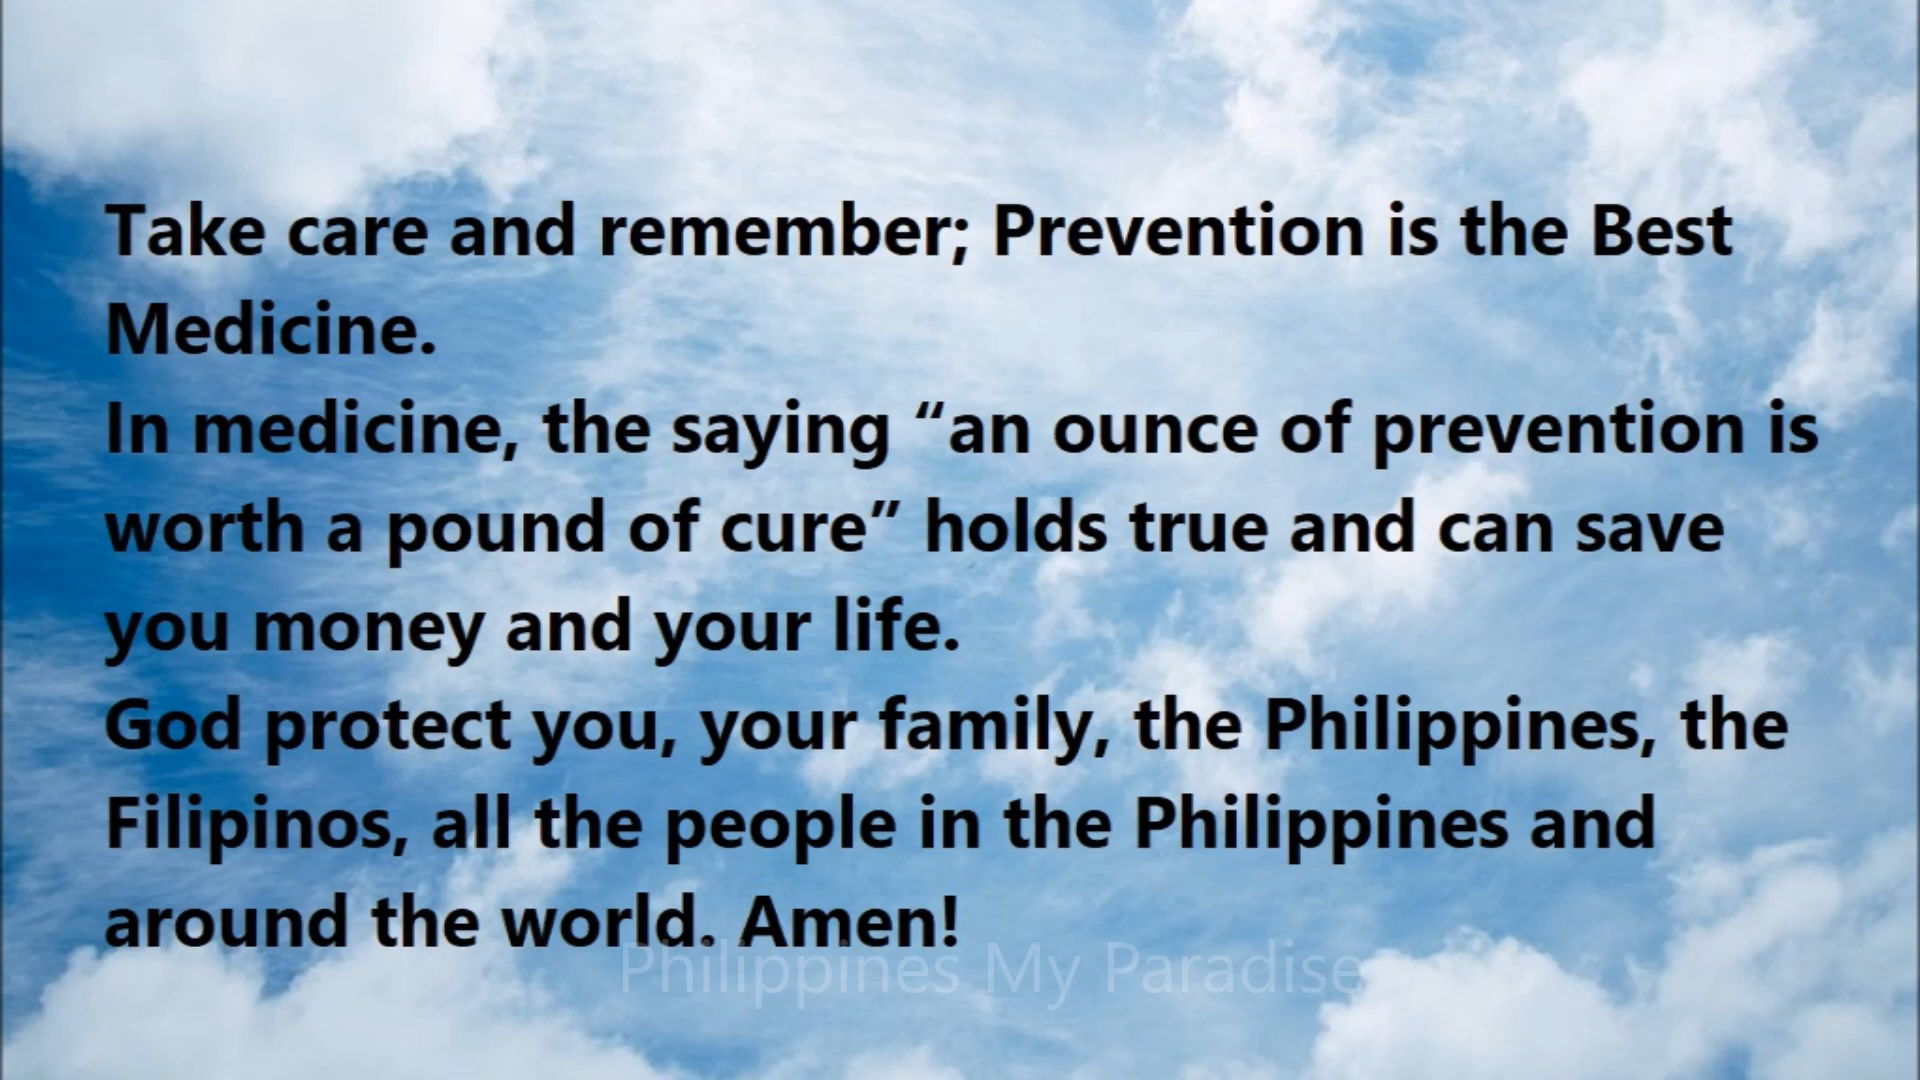 Take care and remember; Prevention is the Best
Medicine.
In medicine, the saying “an ounce of prevention is
worth a pound of cure” holds true and can save
you money and your life.
God protect you, your family, the Philippines, the
Filipinos, all the people in the Philippines and
around the world. Amen!
Philippines My Paradise